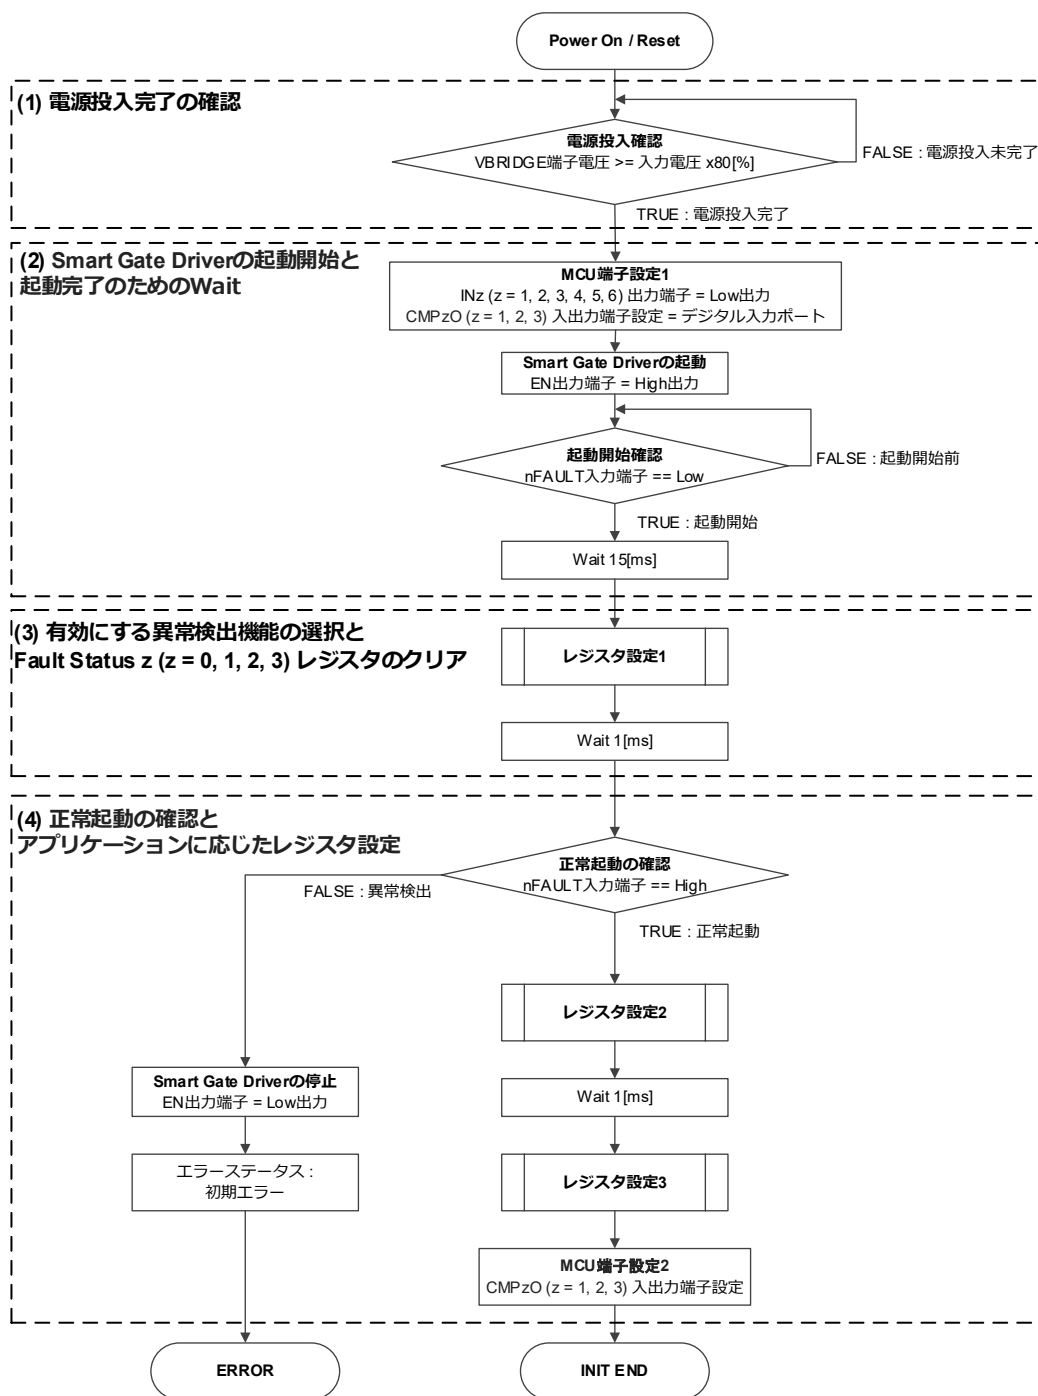 Power On / Reset
(1) 電源投入完了の確認
電源投入確認
VBRIDGE端子電圧 >= 入力電圧 x80[%]
FALSE : 電源投入未完了
TRUE : 電源投入完了
(2) Smart Gate Driverの起動開始と
起動完了のためのWait
MCU端子設定1
INz (z = 1, 2, 3, 4, 5, 6) 出力端子 = Low出力
CMPzO (z = 1, 2, 3) 入出力端子設定 = デジタル入力ポート
Smart Gate Driverの起動
EN出力端子 = High出力
起動開始確認
nFAULT入力端子 == Low
FALSE : 起動開始前
TRUE : 起動開始
Wait 15[ms]
(3) 有効にする異常検出機能の選択と
Fault Status z (z = 0, 1, 2, 3) レジスタのクリア
レジスタ設定1
Wait 1[ms]
(4) 正常起動の確認と
アプリケーションに応じたレジスタ設定
正常起動の確認
nFAULT入力端子 == High
FALSE : 異常検出
TRUE : 正常起動
レジスタ設定2
Smart Gate Driverの停止
EN出力端子 = Low出力
Wait 1[ms]
エラーステータス :
初期エラー
レジスタ設定3
MCU端子設定2
CMPzO (z = 1, 2, 3) 入出力端子設定
ERROR
INIT END